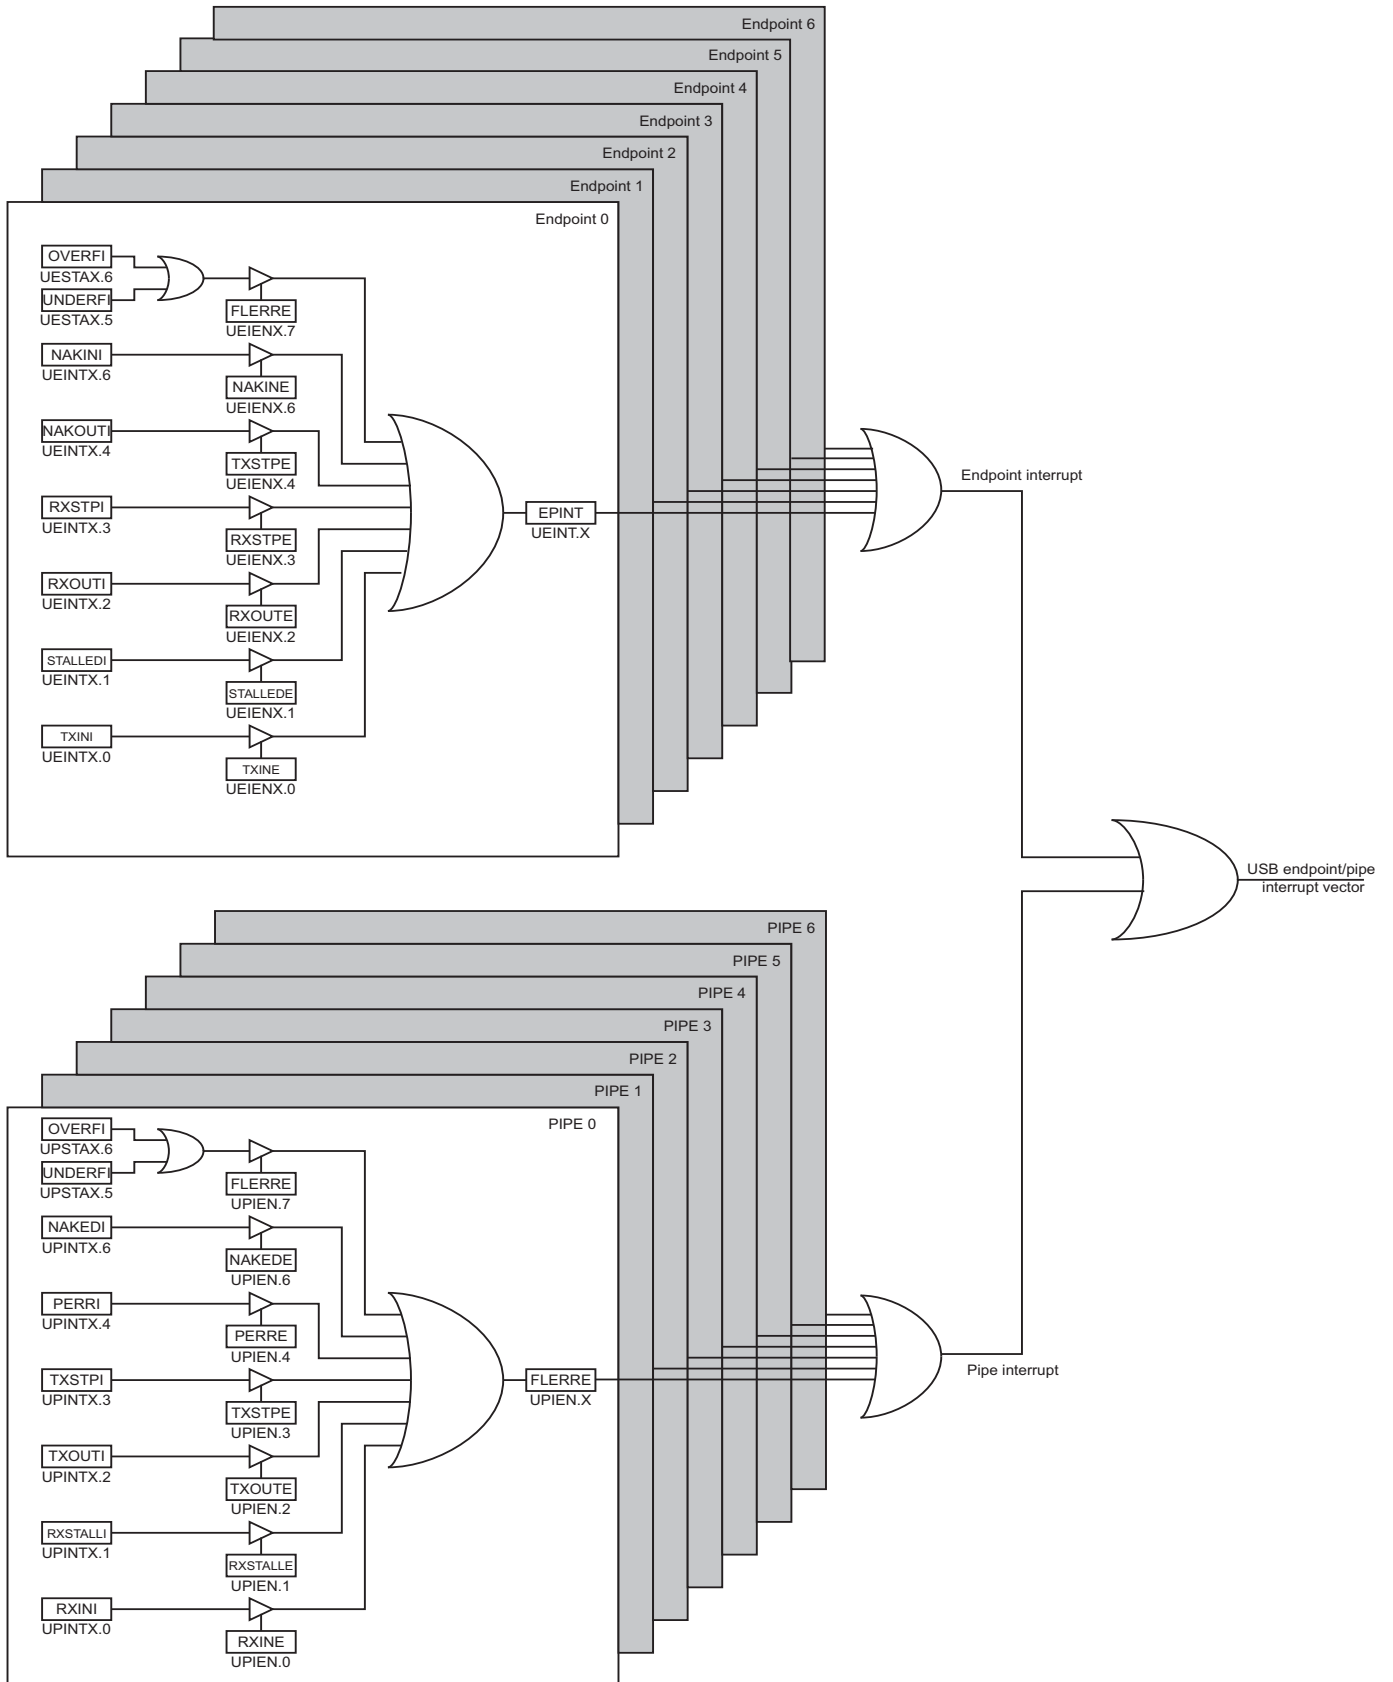 Endpoint 6
Endpoint 5
Endpoint 4
Endpoint 3
Endpoint 2
Endpoint 1
Endpoint 0
OVERFI
UESTAX.6
UNDERFI
UESTAX.5
FLERRE
UEIENX.7
NAKINI
UEINTX.6
NAKINE
UEIENX.6
NAKOUTI
UEINTX.4
TXSTPE
UEIENX.4
RXSTPI
UEINTX.3
RXSTPE
UEIENX.3
RXOUTI
UEINTX.2
RXOUTE
UEIENX.2
STALLEDI
UEINTX.1
STALLEDE
UEIENX.1
TXINI
UEINTX.0
TXINE
UEIENX.0
EPINT
UEINT.X
Endpoint interrupt
USB endpoint/pipe
interrupt vector
PIPE 6
PIPE 5
PIPE 4
PIPE 3
PIPE 2
PIPE 1
PIPE 0
OVERFI
UPSTAX.6
UNDERFI
UPSTAX.5
FLERRE
UPIEN.7
NAKEDI
UPINTX.6
NAKEDE
UPIEN.6
PERRI
UPINTX.4
PERRE
UPIEN.4
TXSTPI
UPINTX.3
TXSTPE
UPIEN.3
TXOUTI
UPINTX.2
TXOUTE
UPIEN.2
RXSTALLI
UPINTX.1
RXSTALLE
UPIEN.1
RXINI
UPINTX.0
RXINE
UPIEN.0
FLERRE
UPIEN.X
Pipe interrupt